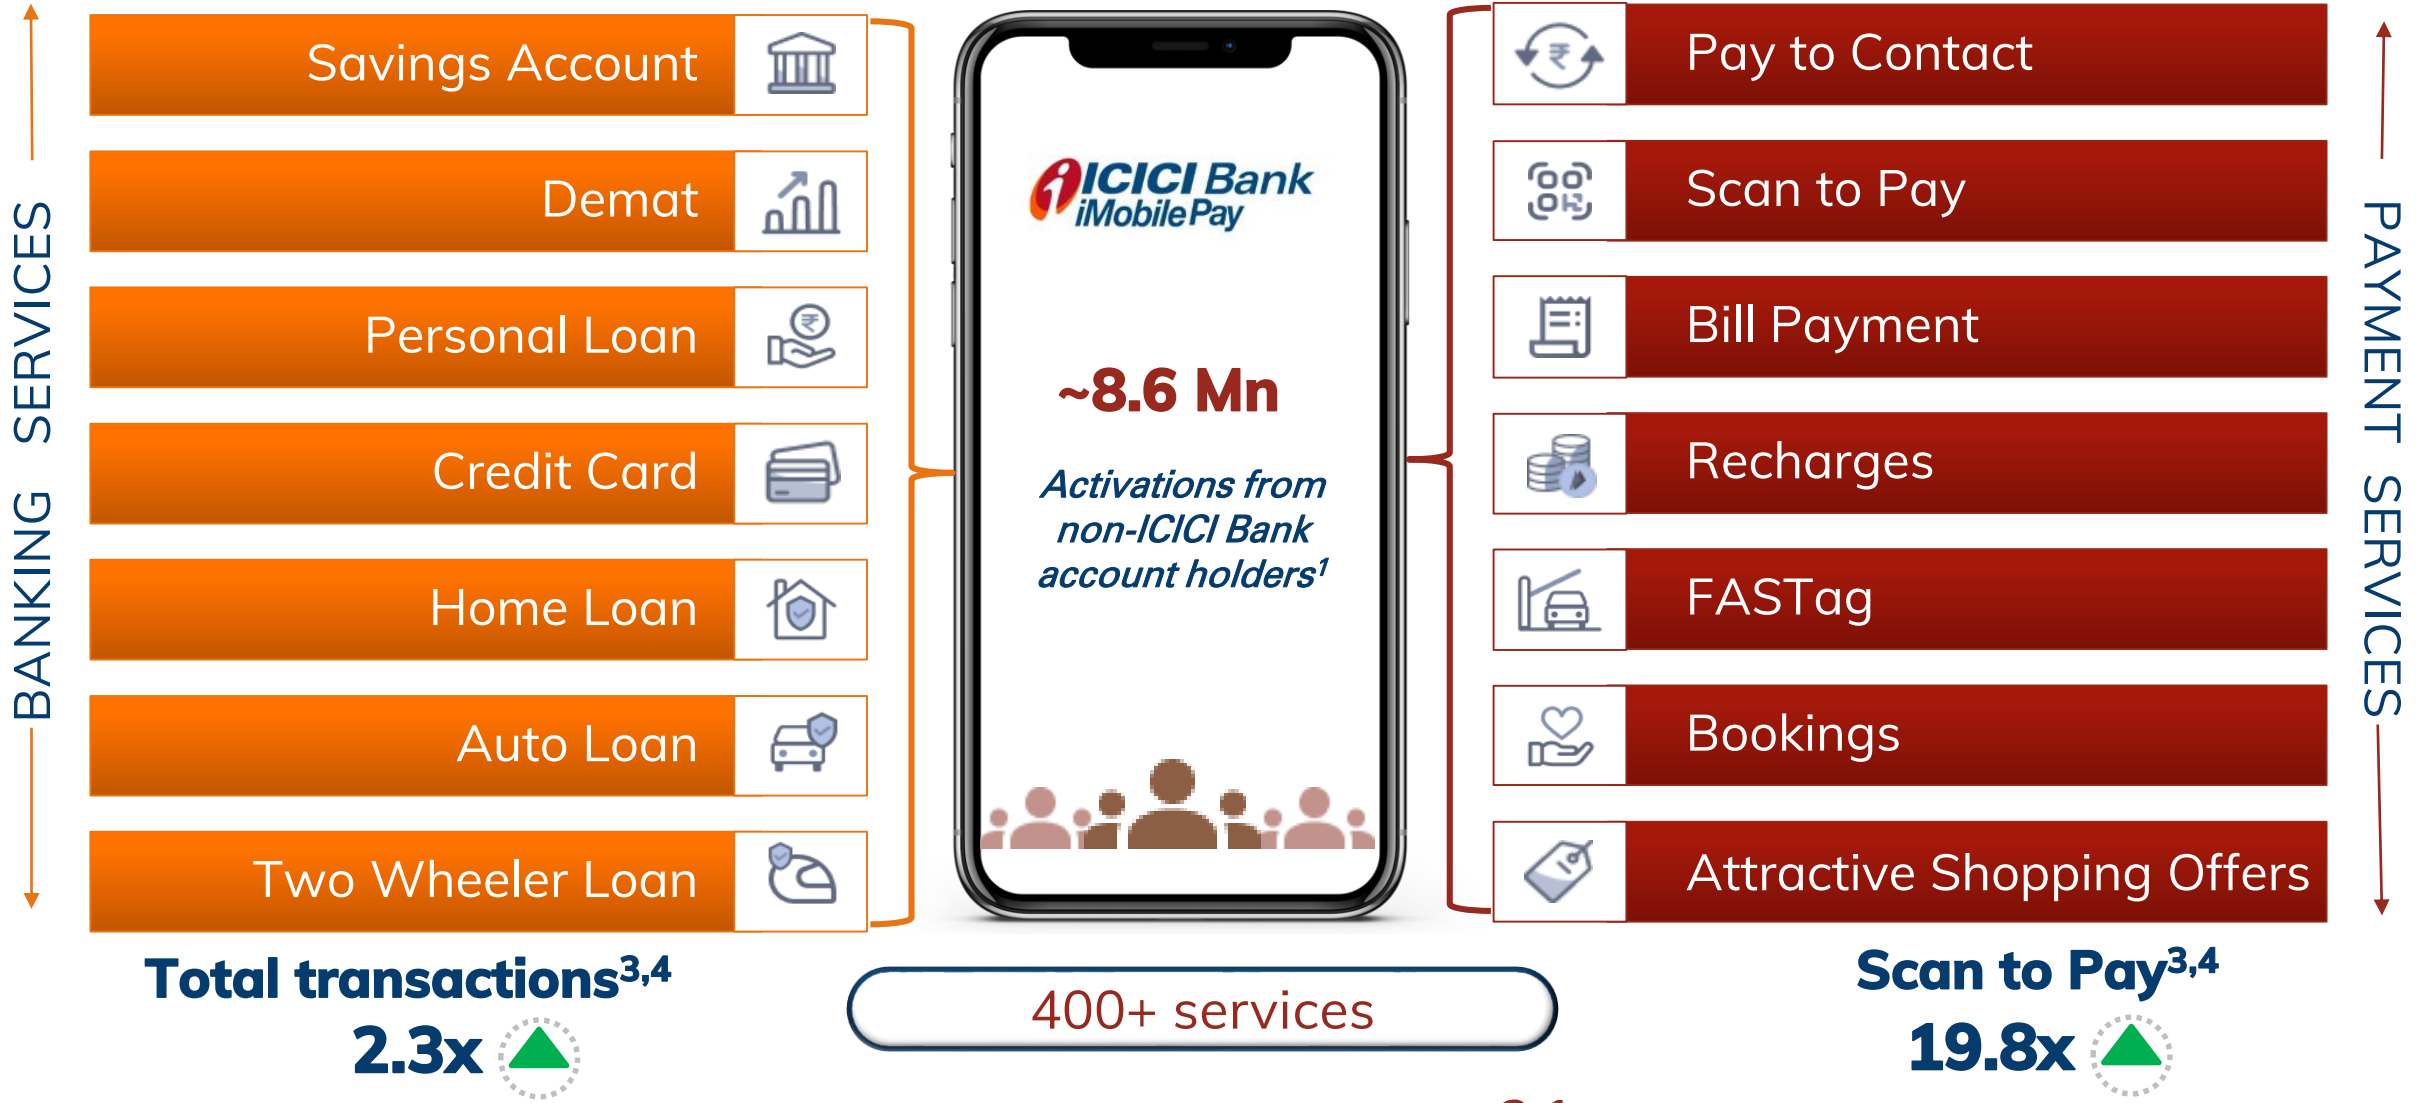 BANKING SERVICES
Savings Account
Demat
Personal Loan
Credit Card
Home Loan
Auto Loan
Two Wheeler Loan
ICICI Bank
iMobile Pay
~8.6 Mn
Activations from
non-ICICI Bank
account holders¹
Pay to Contact
Scan to Pay
Bill Payment
Recharges
FASTag
Bookings
Attractive Shopping Offers
PAYMENT SERVICES
Total transactions³,⁴
2.3x
400+ services
Scan to Pay³,⁴
19.8x